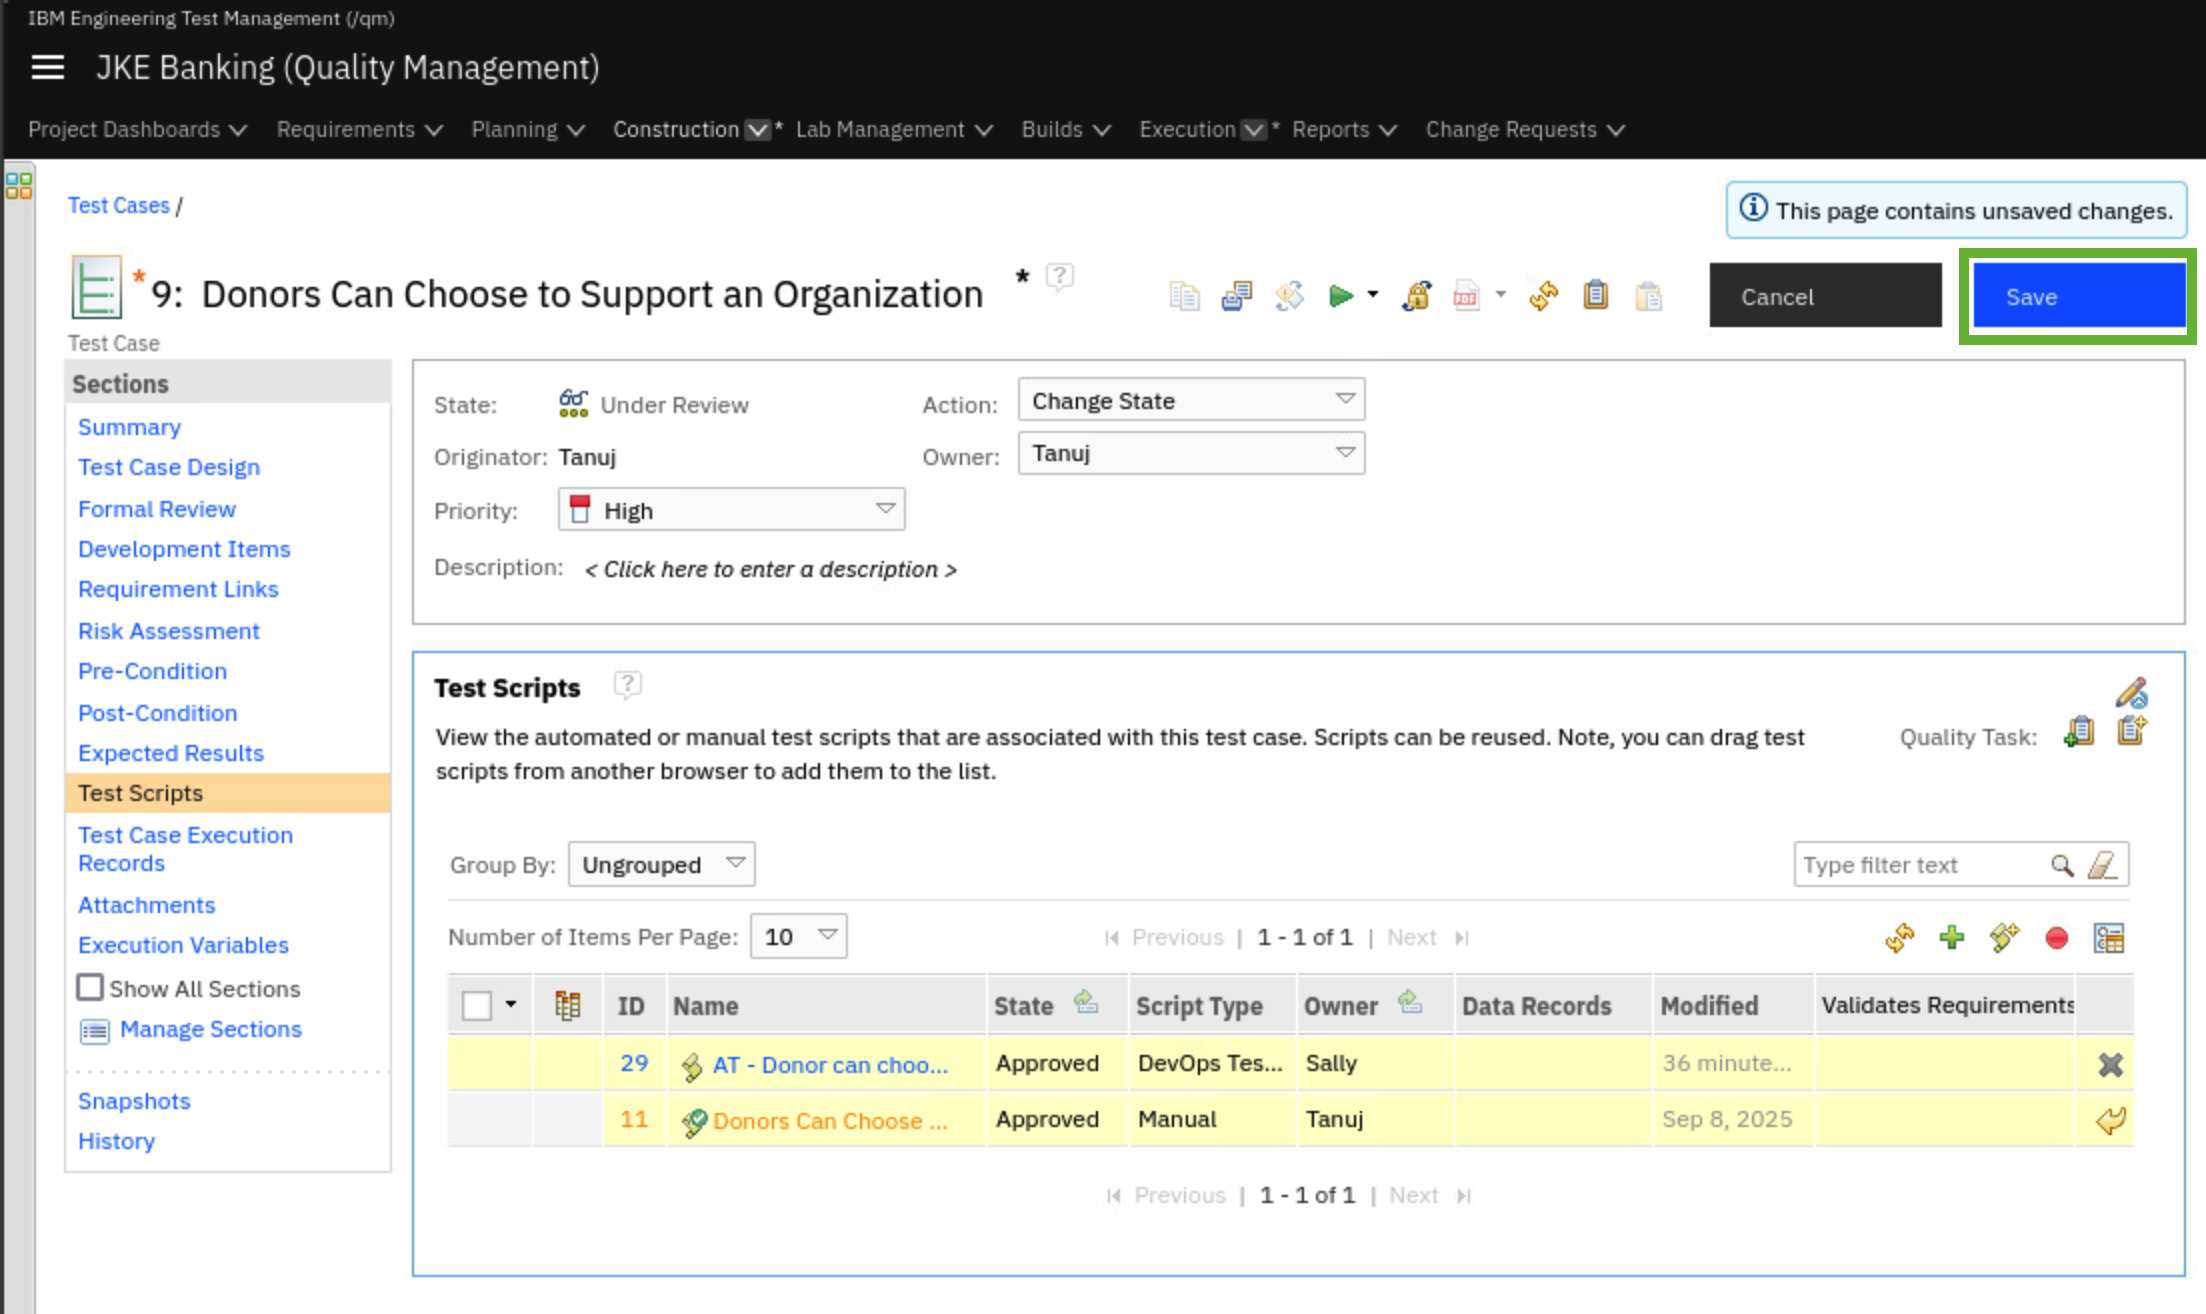 IBM Engineering Test Management (/qm)
JKE Banking (Quality Management)
Project Dashboards Requirements Planning Construction * Lab Management Builds Execution * Reports Change Requests
Test Cases /
This page contains unsaved changes.
* 9: Donors Can Choose to Support an Organization * ?
Cancel
Save
Test Case
Sections
Summary
Test Case Design
Formal Review
Development Items
Requirement Links
Risk Assessment
Pre-Condition
Post-Condition
Expected Results
Test Scripts
Test Case Execution
Records
Attachments
Execution Variables
Show All Sections
Manage Sections
Snapshots
History
State: Under Review Action: Change State
Originator: Tanuj Owner: Tanuj
Priority: High
Description: < Click here to enter a description >
Test Scripts ?
View the automated or manual test scripts that are associated with this test case. Scripts can be reused. Note, you can drag test
scripts from another browser to add them to the list.
Quality Task:
Group By: Ungrouped
Type filter text
Number of Items Per Page: 10 Previous | 1 - 1 of 1 | Next
ID Name State Script Type Owner Data Records Modified Validates Requirements
29 AT - Donor can choo... Approved DevOps Tes... Sally 36 minute...
11 Donors Can Choose ... Approved Manual Tanuj Sep 8, 2025
Previous | 1 - 1 of 1 | Next